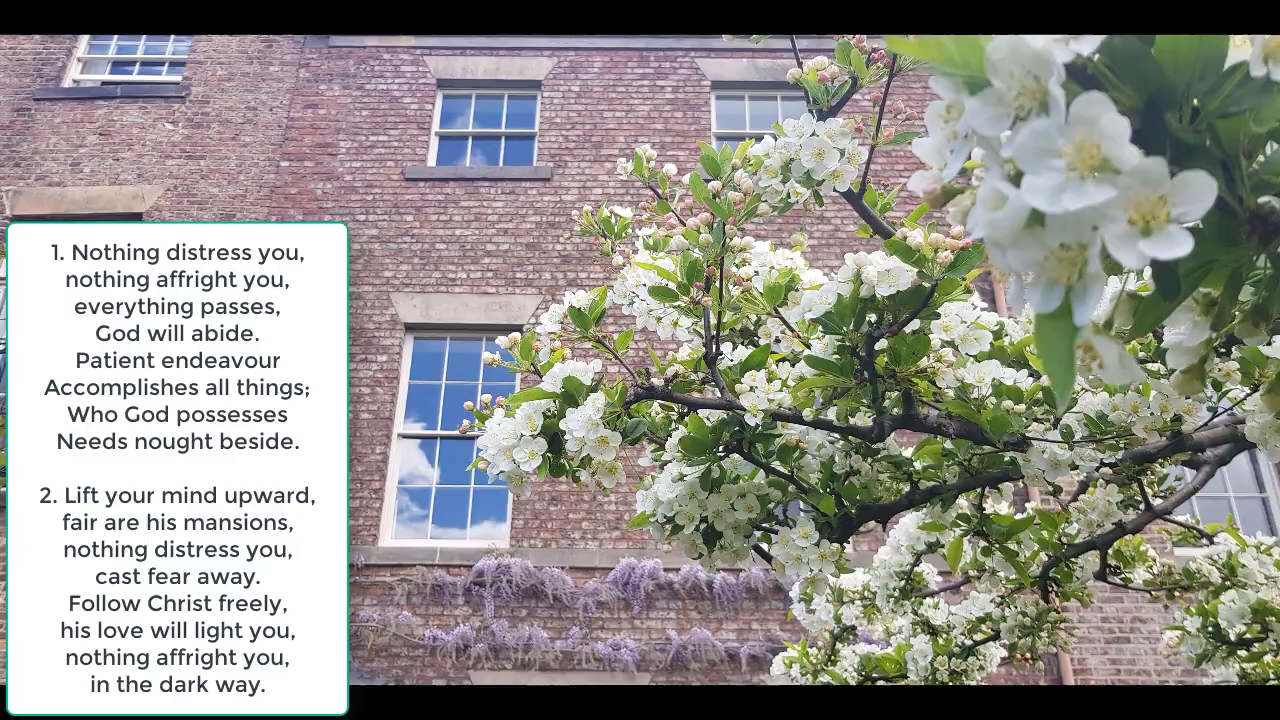 1. Nothing distress you,
nothing affright you,
everything passes,
God will abide.
Patient endeavour
Accomplishes all things;
Who God possesses
Needs nought beside.
2. Lift your mind upward,
fair are his mansions,
nothing distress you,
cast fear away.
Follow Christ freely,
his love will light you,
nothing affright you,
in the dark way.